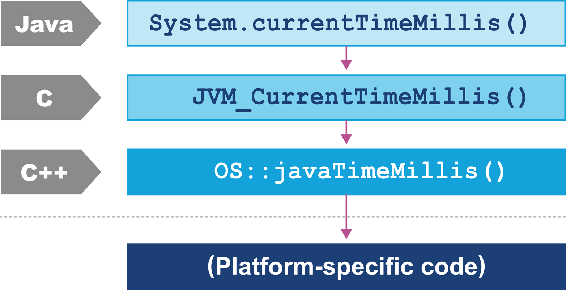 Java
System.currentTimeMillis()
C
JVM_CurrentTimeMillis()
C++
OS::javaTimeMillis()
(Platform-specific code)